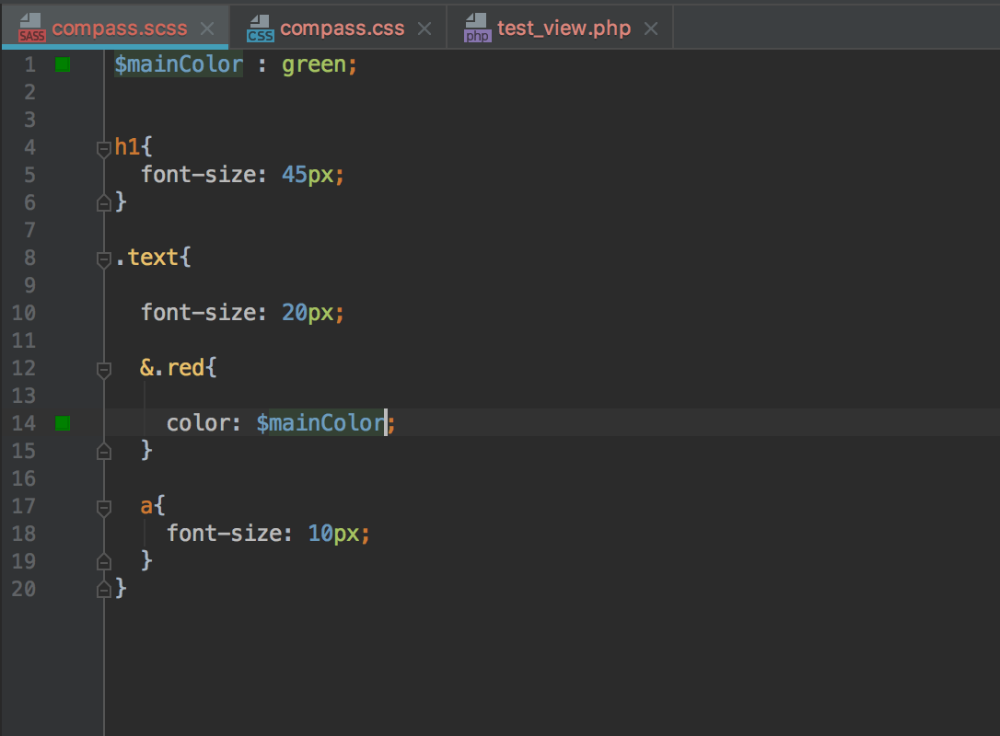 SASS compass.scss CSS compass.css php test_view.php
1 $mainColor : green;
2
3
4 h1{
5 font-size: 45px;
6 }
7
8 .text{
9
10 font-size: 20px;
11
12 &.red{
13
14 color: $mainColor;
15 }
16
17 a{
18 font-size: 10px;
19 }
20 }